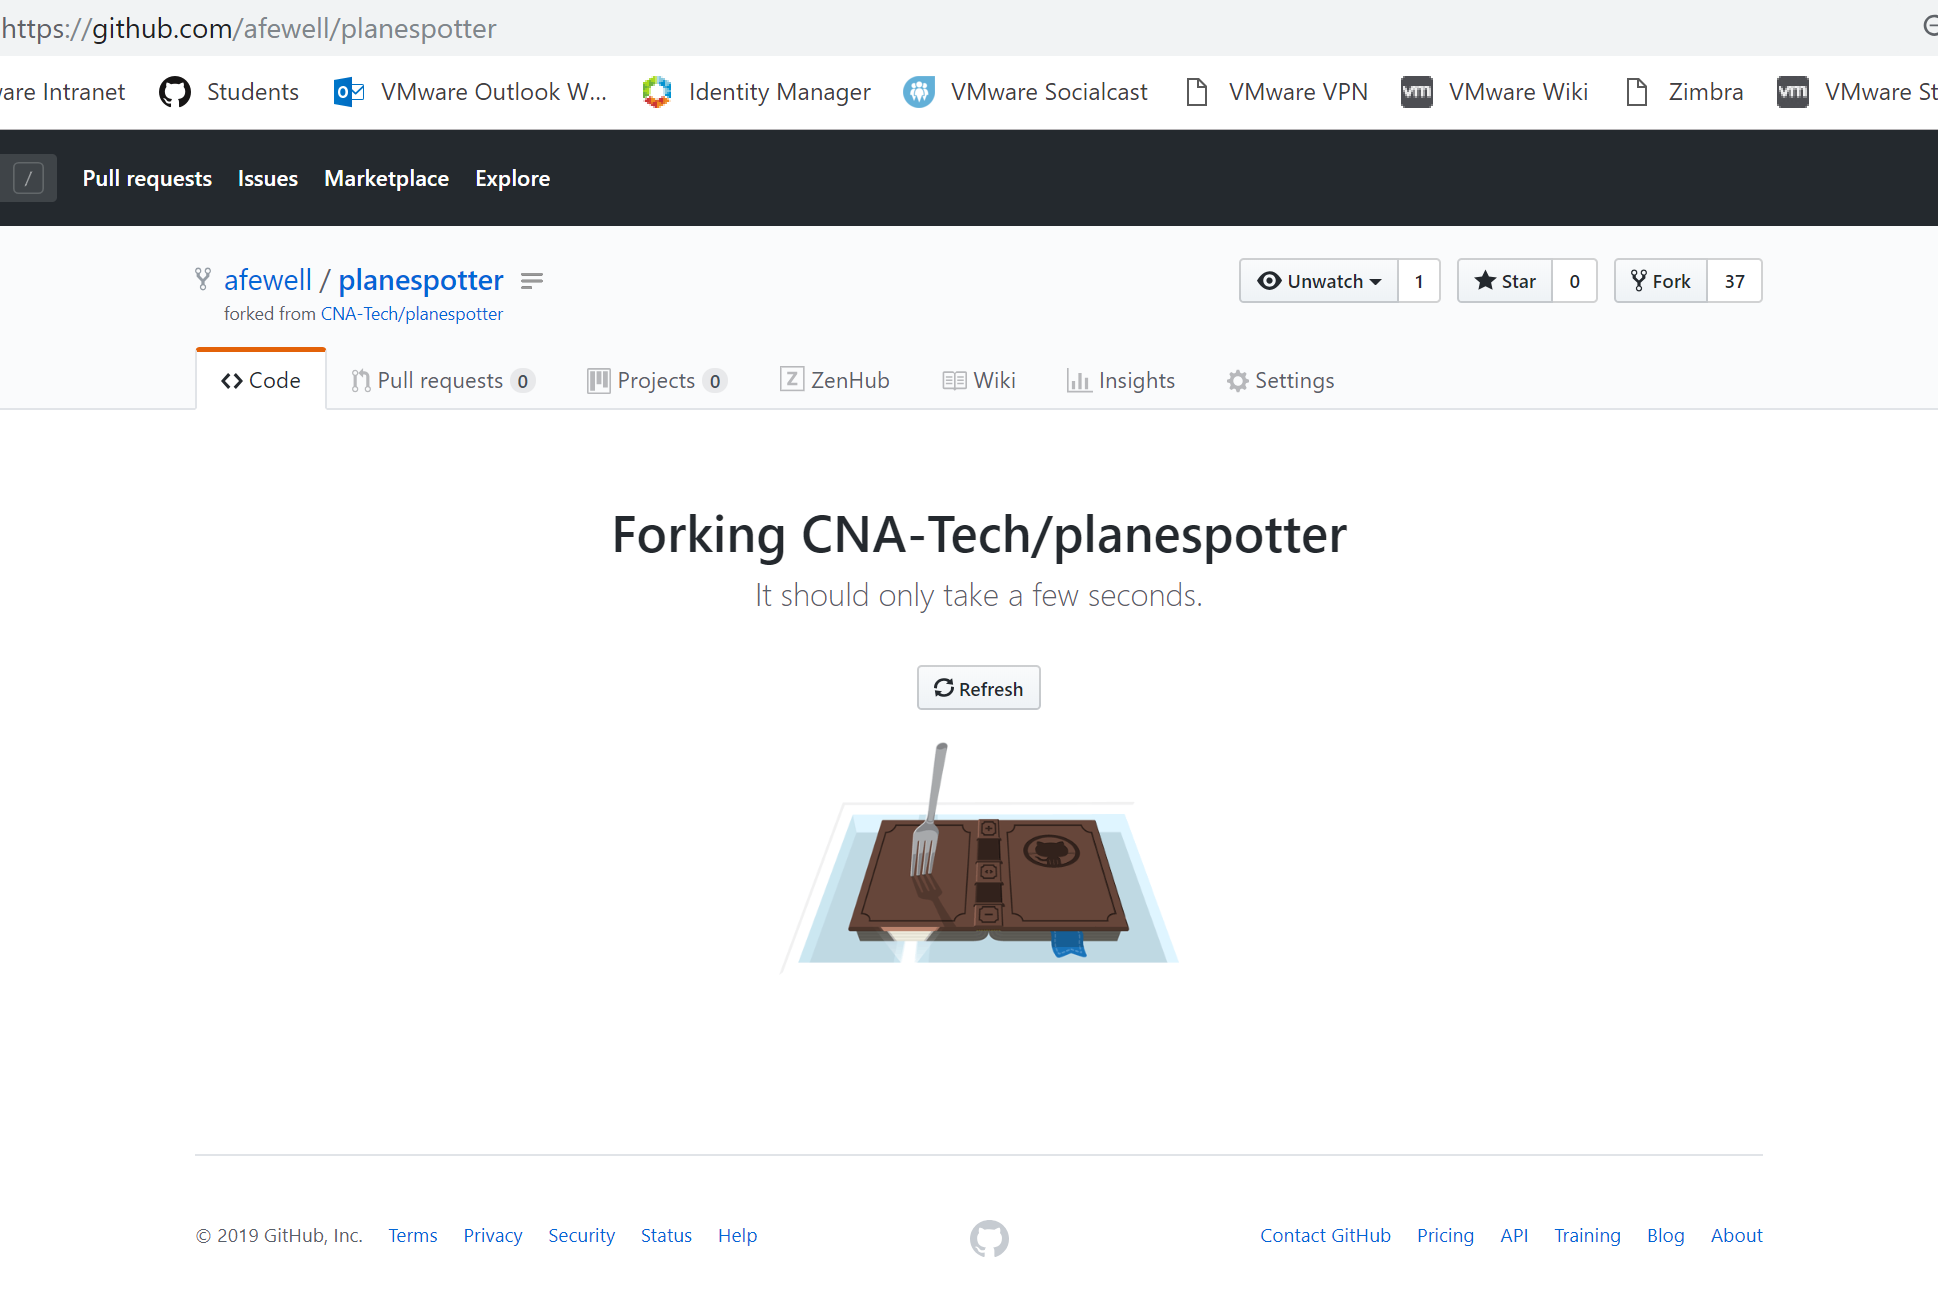 https://github.com/afewell/planespotter
are Intranet Students VMware Outlook W... Identity Manager VMware Socialcast VMware VPN vm VMware Wiki Zimbra vm VMware St
/ Pull requests Issues Marketplace Explore
afewell / planespotter Unwatch 1 Star 0 Fork 37
forked from CNA-Tech/planespotter
Code Pull requests 0 Projects 0 Z ZenHub Wiki Insights Settings
Forking CNA-Tech/planespotter
It should only take a few seconds.
Refresh
© 2019 GitHub, Inc. Terms Privacy Security Status Help Contact GitHub Pricing API Training Blog About